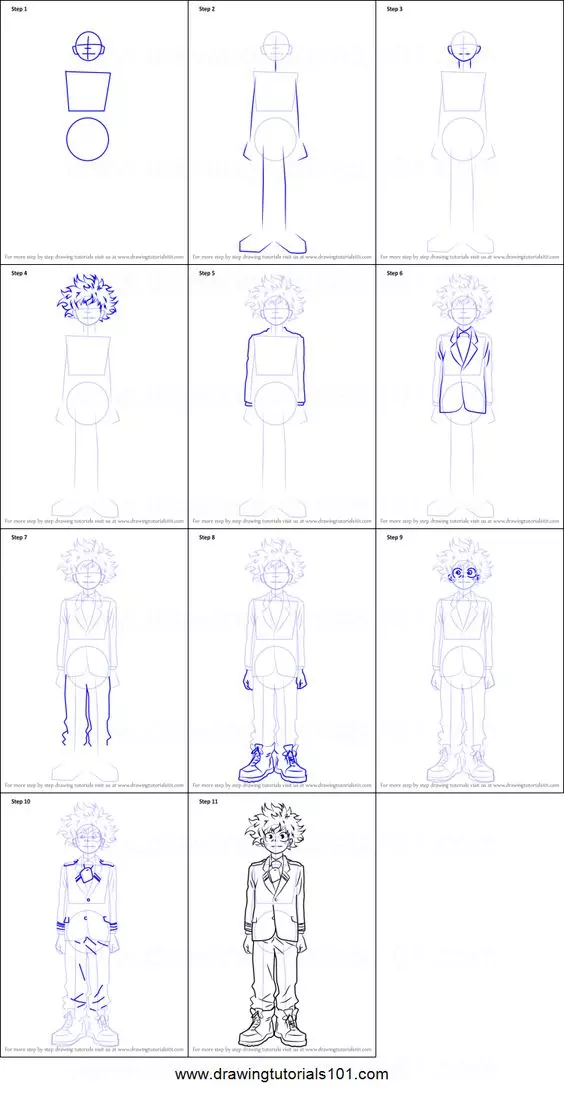 Step 1
Step 2
Step 3
For more step by step drawing tutorials visit us at www.drawingtutorials101.com
For more step by step drawing tutorials visit us at www.drawingtutorials101.com
For more step by step drawing tutorials visit us at www.drawingtutorials101.com
Step 4
Step 5
Step 6
For more step by step drawing tutorials visit us at www.drawingtutorials101.com
For more step by step drawing tutorials visit us at www.drawingtutorials101.com
For more step by step drawing tutorials visit us at www.drawingtutorials101.com
Step 7
Step 8
Step 9
For more step by step drawing tutorials visit us at www.drawingtutorials101.com
For more step by step drawing tutorials visit us at www.drawingtutorials101.com
For more step by step drawing tutorials visit us at www.drawingtutorials101.com
Step 10
Step 11
For more step by step drawing tutorials visit us at www.drawingtutorials101.com
For more step by step drawing tutorials visit us at www.drawingtutorials101.com
www.drawingtutorials101.com